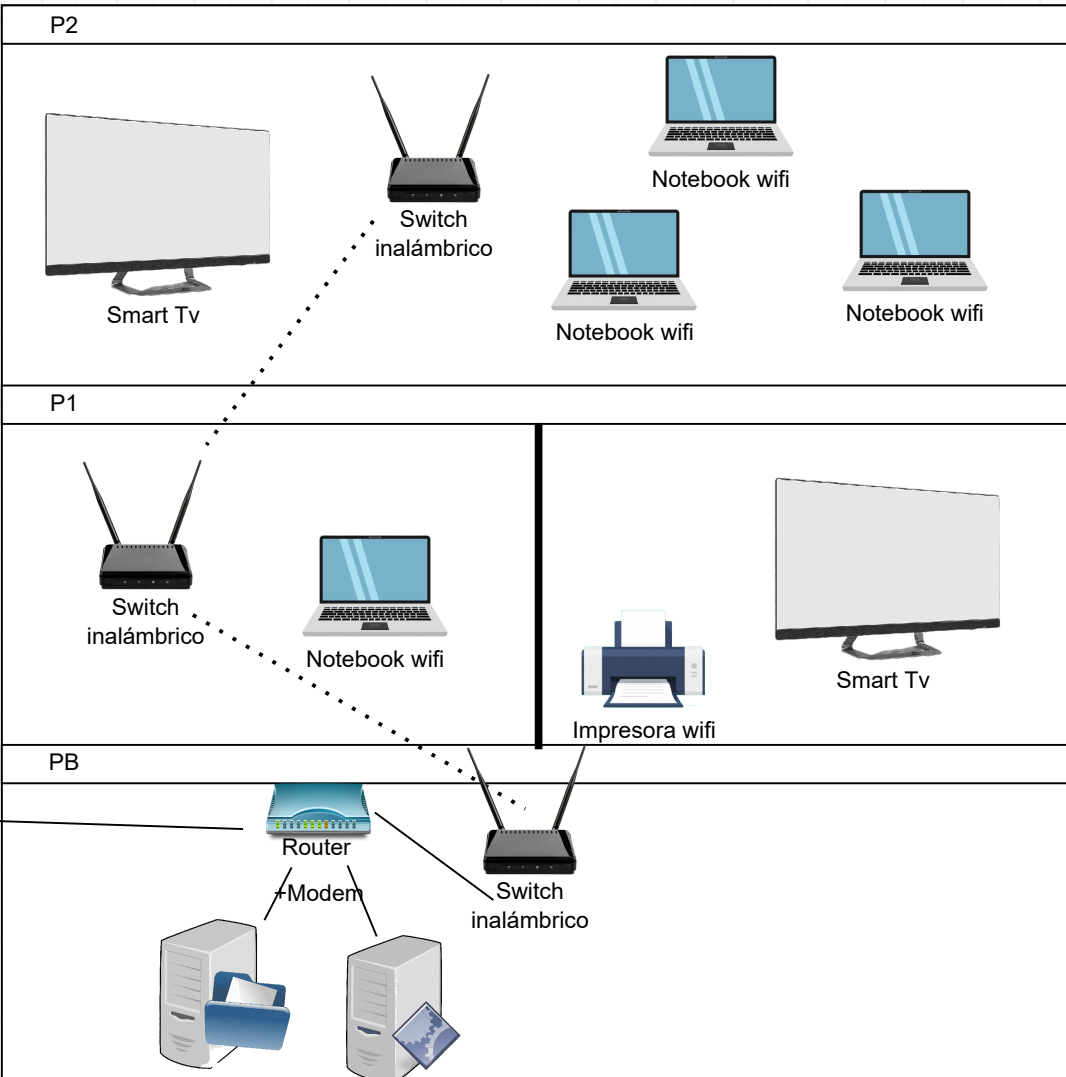 P2
Notebook wifi
Switch
inalámbrico
Smart Tv
Notebook wifi
Notebook wifi
P1
Switch
inalámbrico
Notebook wifi
Impresora wifi
Smart Tv
PB
Router
+Modem
Switch
inalámbrico